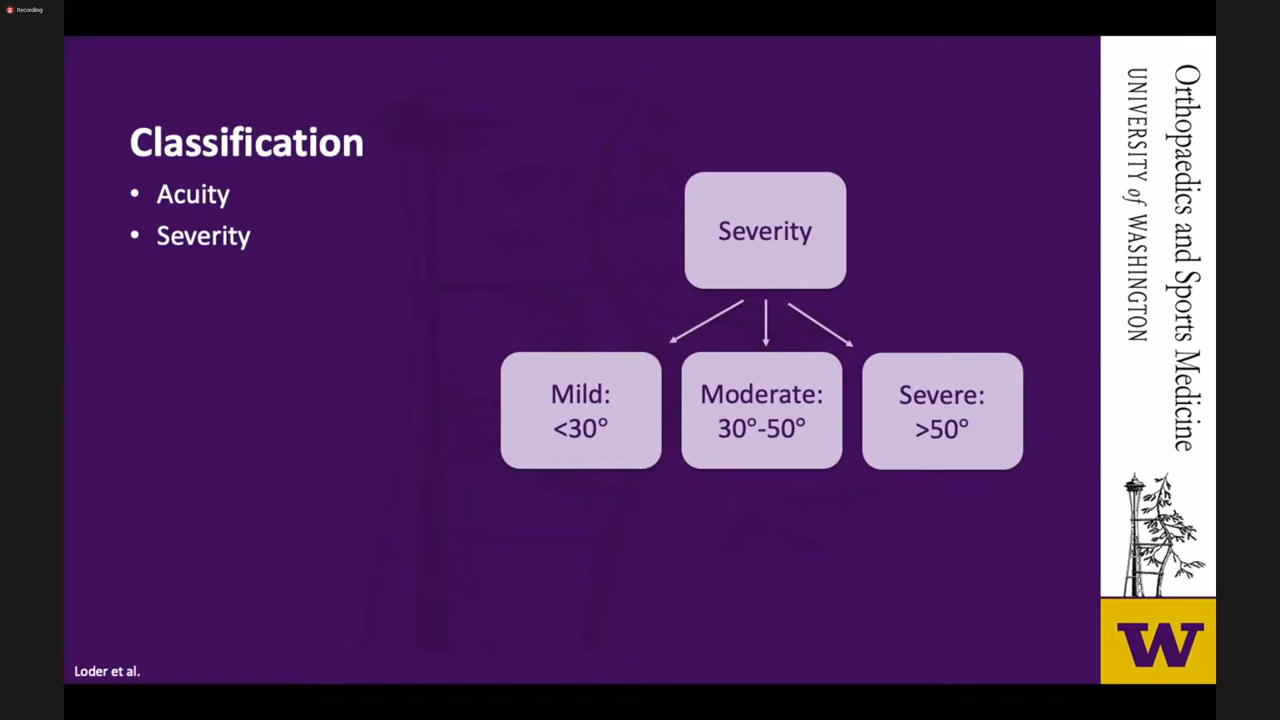 Recording
Classification
• Acuity
• Severity
Severity
Mild:
<30°
Moderate:
30°-50°
Severe:
>50°
Loder et al.
Orthopaedics and Sports Medicine
UNIVERSITY of WASHINGTON
W